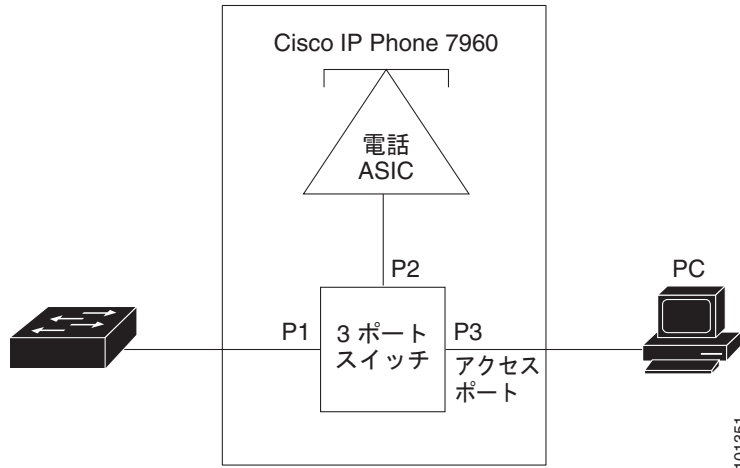 Cisco IP Phone 7960
電話
ASIC
P2
PC
P1
3 ポート
スイッチ
P3
アクセス
ポート
101351